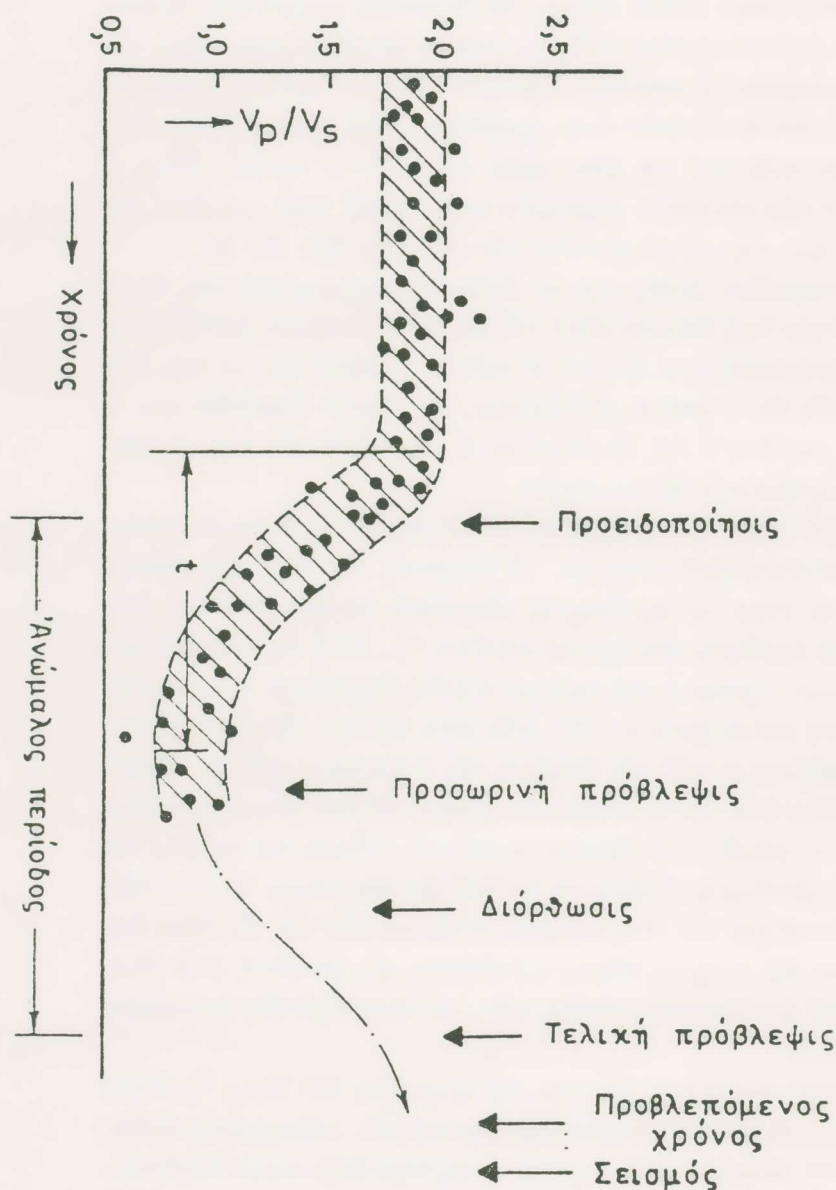 0,5
1,0
1,5
2,0
2,5
Vp/Vs
Χρόνος
Προειδοποίησις
t
Ἀνώμαλος περίοδος
Προσωρινή πρόβλεψις
Διόρθωσις
Τελική πρόβλεψις
Προβλεπόμενος
χρόνος
Σεισμός